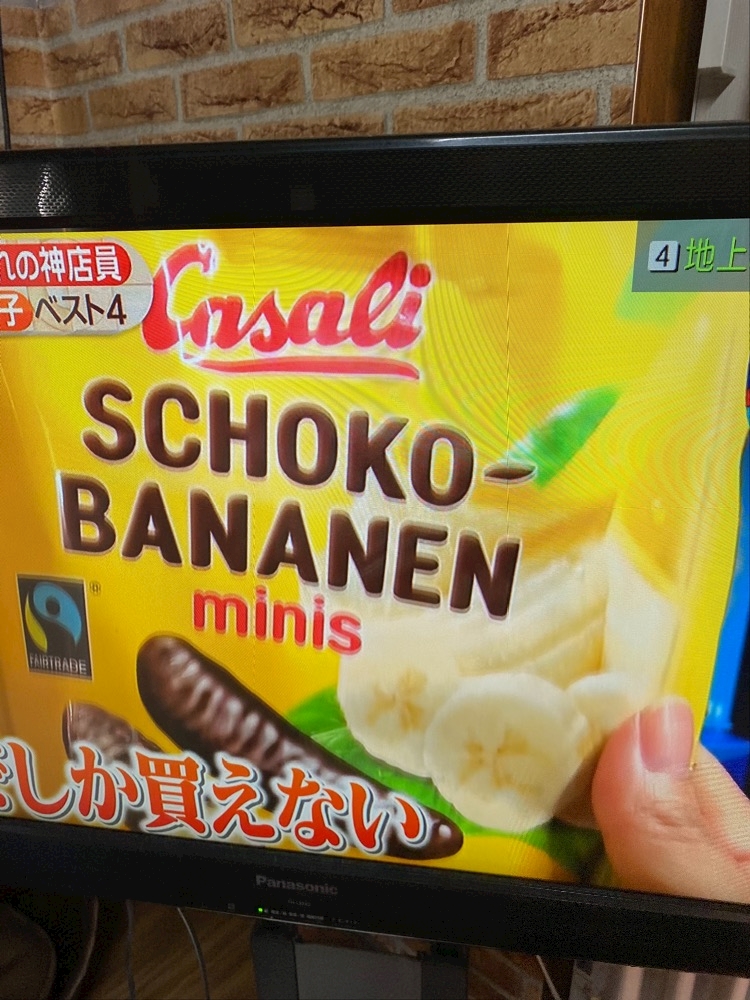 れの神店員
子 ベスト4
4 地上
Casali
SCHOKO-
BANANEN
minis
FAIRTRADE
しか買えない
Panasonic